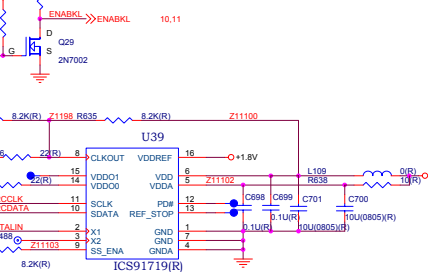 ENABKL ENABKL 10,11
D
Q29
G S
2N7002
8.2K(R) Z1198 R635 8.2K(R) Z11100
U39
22(R) 8 CLKOUT VDDREF 16 +1.8V
15 VDDO1 VDD 6 L109 0(R)
22(R) 14 VDDO0 VDDA 5 Z11102 R638 10(R)
CCLK 11 SCLK PD# 12 C698 C699 C701 C700
CDATA 10 SDATA REF_STOP 13 0.1U(R) 10U(0805)(R)
TALIN 2 X1 GND 1 0.1U(R) 10U(0805)(R)
488 3 X2 GND 7
Z11103 9 SS_ENA GNDA 4
8.2K(R) ICS91719(R)